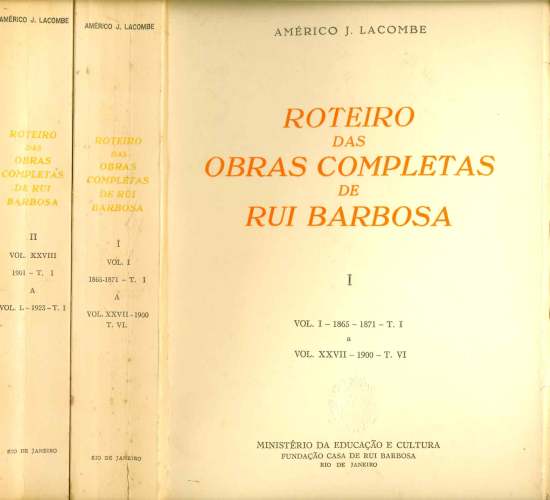 AMÉRICO J. LACOMBE
ROTEIRO
DAS
OBRAS
COMPLETAS
DE RUI
BARBOSA
II
VOL. XXVIII
1901 – T. I
A
VOL. L – 1923 – T. I
RIO DE JANEIRO
AMÉRICO J. LACOMBE
ROTEIRO
DAS
OBRAS
COMPLETAS
DE RUI
BARBOSA
I
VOL. I
1865-1871 – T. I
A
VOL. XXVII – 1900
T. VI.
RIO DE JANEIRO
AMÉRICO J. LACOMBE
ROTEIRO
DAS
OBRAS COMPLETAS
DE
RUI BARBOSA
I
VOL. I – 1865 – 1871 – T. I
a
VOL. XXVII – 1900 – T. VI
MINISTÉRIO DA EDUCAÇÃO E CULTURA
FUNDAÇÃO CASA DE RUI BARBOSA
RIO DE JANEIRO